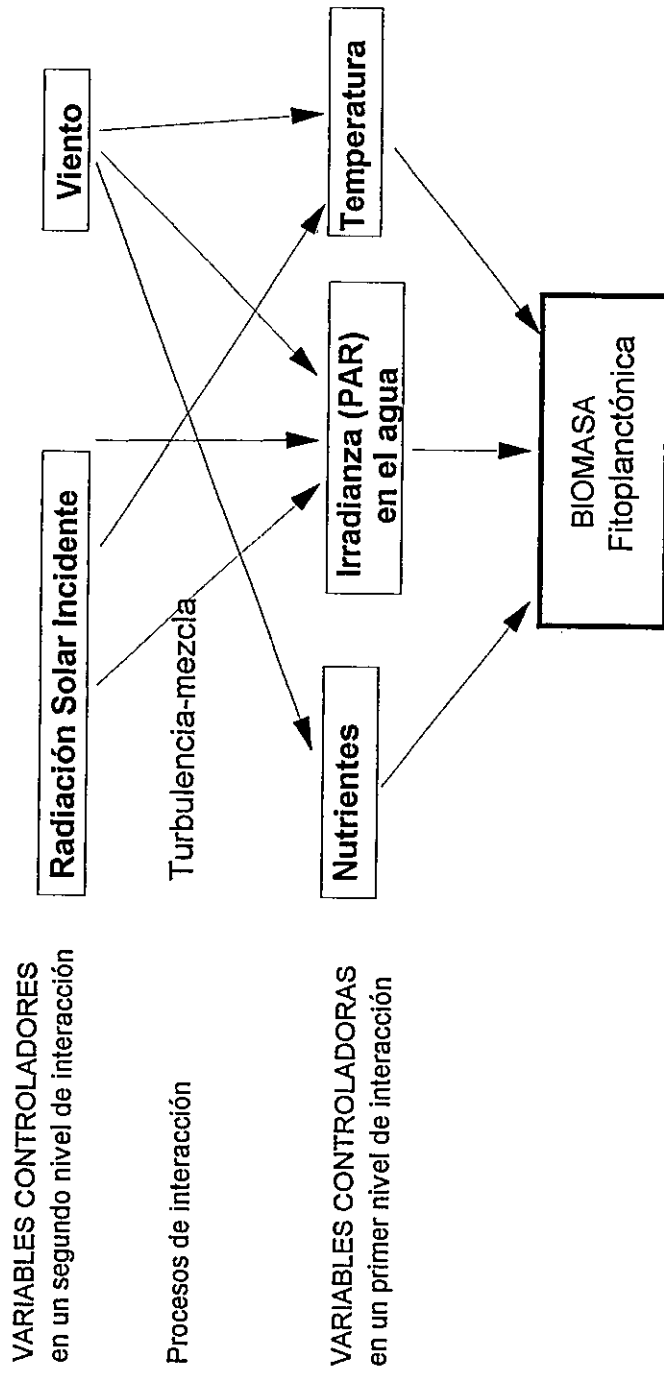 VARIABLES CONTROLADORES
en un segundo nivel de interacción
Radiación Solar Incidente
Viento
Procesos de interacción
Turbulencia-mezcla
VARIABLES CONTROLADORAS
en un primer nivel de interacción
Nutrientes
Irradianza (PAR)
en el agua
Temperatura
BIOMASA
Fitoplanctónica